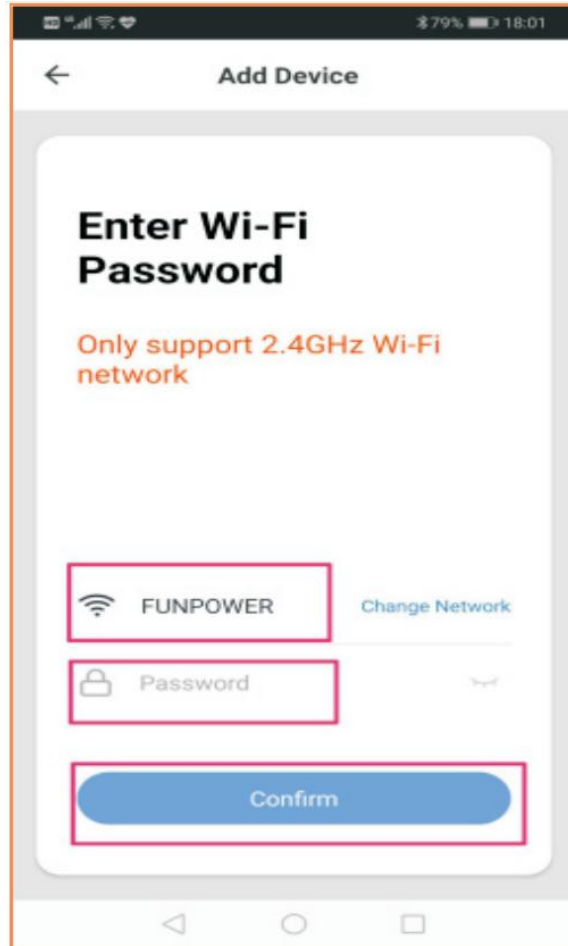 79% 18:01
Add Device
Enter Wi-Fi
Password
Only support 2.4GHz Wi-Fi
network
FUNPOWER Change Network
Password
Confirm